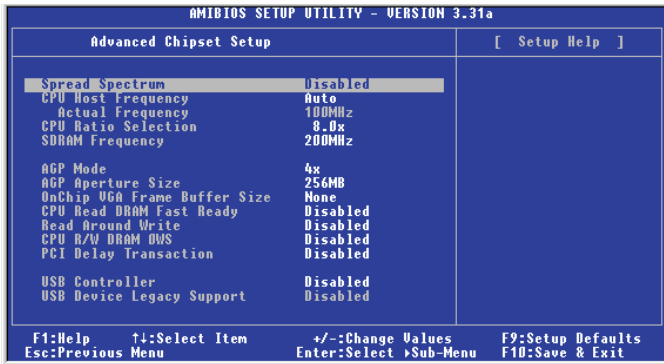 AMIBIOS SETUP UTILITY - VERSION 3.31a
Advanced Chipset Setup
[ Setup Help ]
Spread Spectrum Disabled
CPU Host Frequency Auto
Actual Frequency 100MHz
CPU Ratio Selection 8.0x
SDRAM Frequency 200MHz
AGP Mode 4x
AGP Aperture Size 256MB
OnChip VGA Frame Buffer Size None
CPU Read DRAM Fast Ready Disabled
Read Around Write Disabled
CPU R/W DRAM 0WS Disabled
PCI Delay Transaction Disabled
USB Controller Disabled
USB Device Legacy Support Disabled
F1:Help ↑↓:Select Item +/-:Change Values F9:Setup Defaults
Esc:Previous Menu Enter:Select ▸Sub-Menu F10:Save & Exit